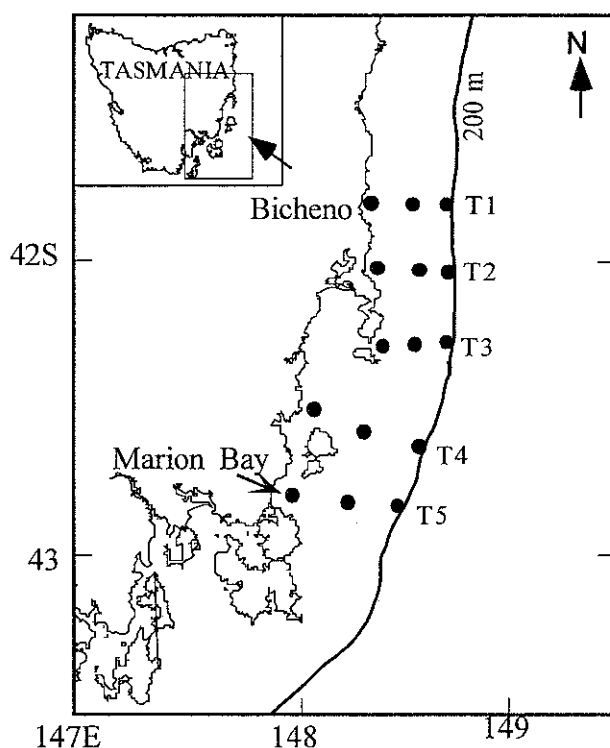 TASMANIA
N
200 m
Bicheno
T1
42S
T2
T3
Marion Bay
T4
T5
43
147E
148
149